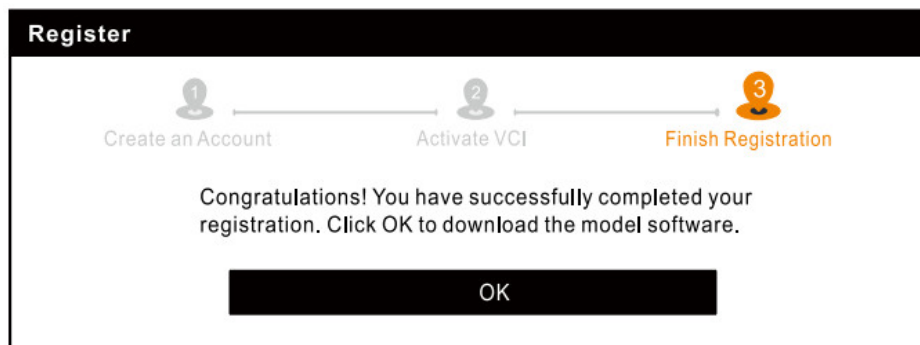 Register
1
2
3
Create an Account
Activate VCI
Finish Registration
Congratulations! You have successfully completed your
registration. Click OK to download the model software.
OK